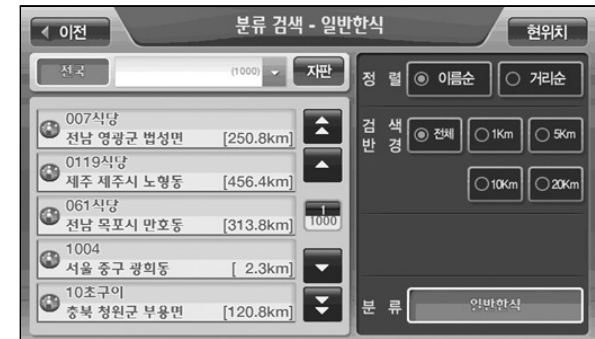 이전
분류 검색 - 일반한식
현위치
전국
(1000)
자판
007식당
전남 영광군 법성면 [250.8km]
0119식당
제주 제주시 노형동 [456.4km]
061식당
전남 목포시 만호동 [313.8km]
1004
서울 중구 광희동 [ 2.3km]
10초구이
충북 청원군 부용면 [120.8km]
1
1000
정 렬
이름순
거리순
검 색
반 경
전체
1Km
5Km
10Km
20Km
분 류
일반한식